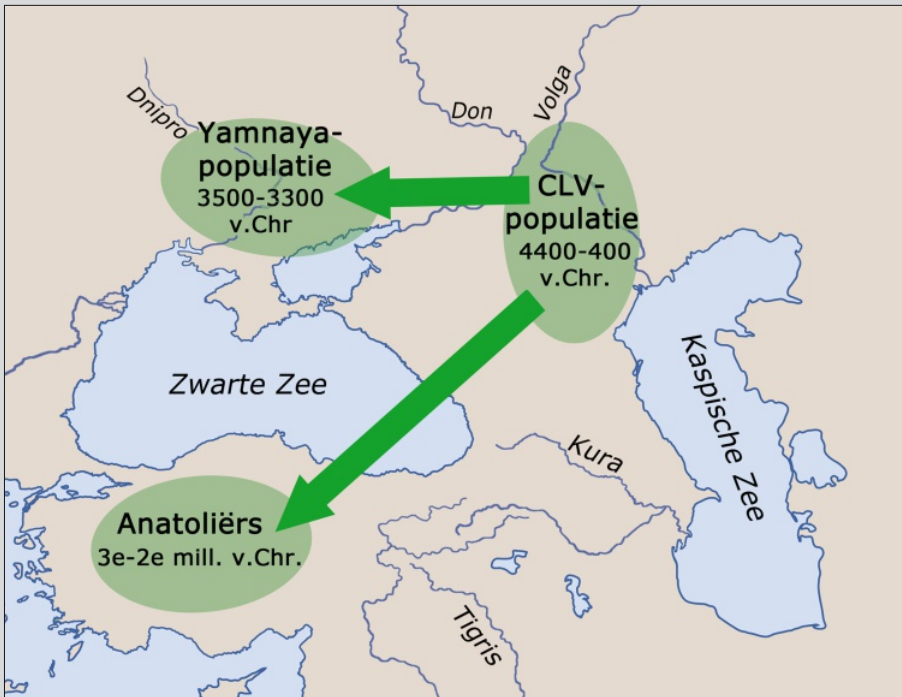 Volga
Don
Dnipro
Yamnaya-
populatie
3500-3300
v.Chr
CLV-
populatie
4400-400
v.Chr.
Zwarte Zee
Kaspische Zee
Kura
Anatoliërs
3e-2e mill. v.Chr.
Tigris